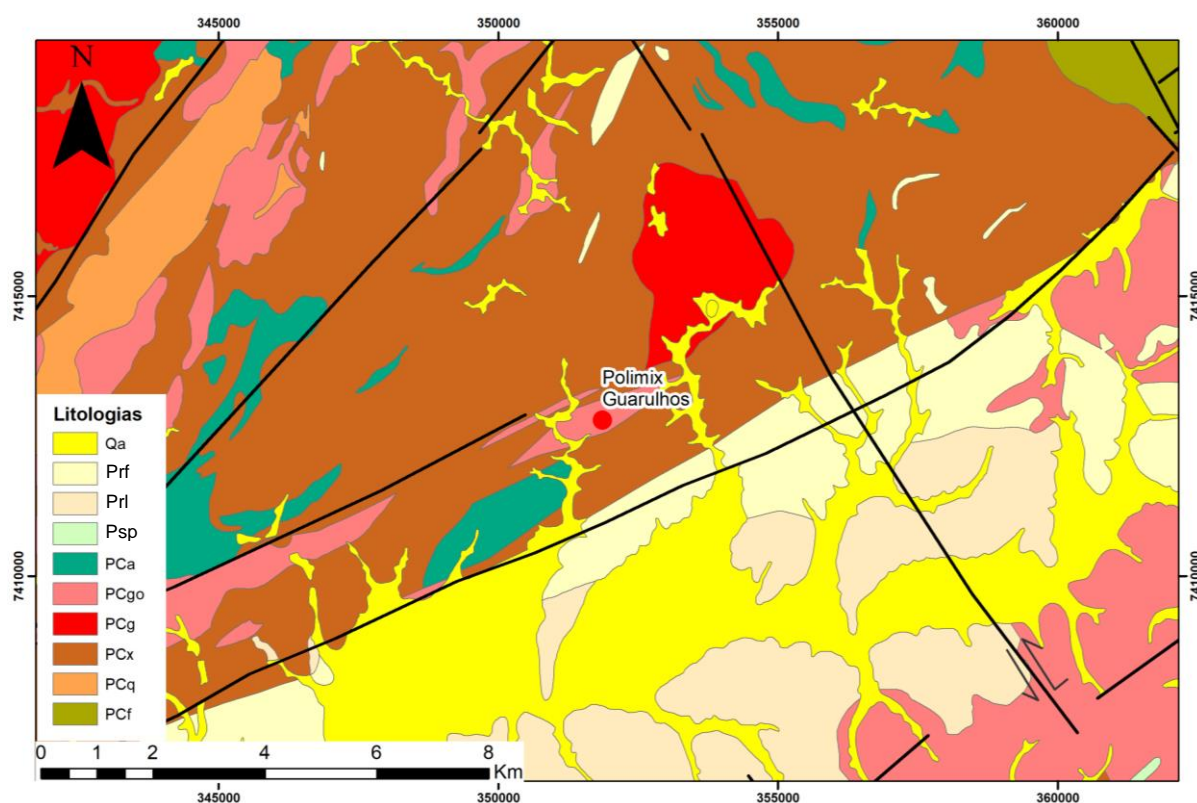 345000 350000 355000 360000
N
7415000 7415000
Polimix
Guarulhos
Litologias
Qa
Prf
Prl
Psp
PCa
PCgo
PCg
PCx
PCq
PCf
7410000 7410000
0 1 2 4 6 8
Km
345000 350000 355000 360000